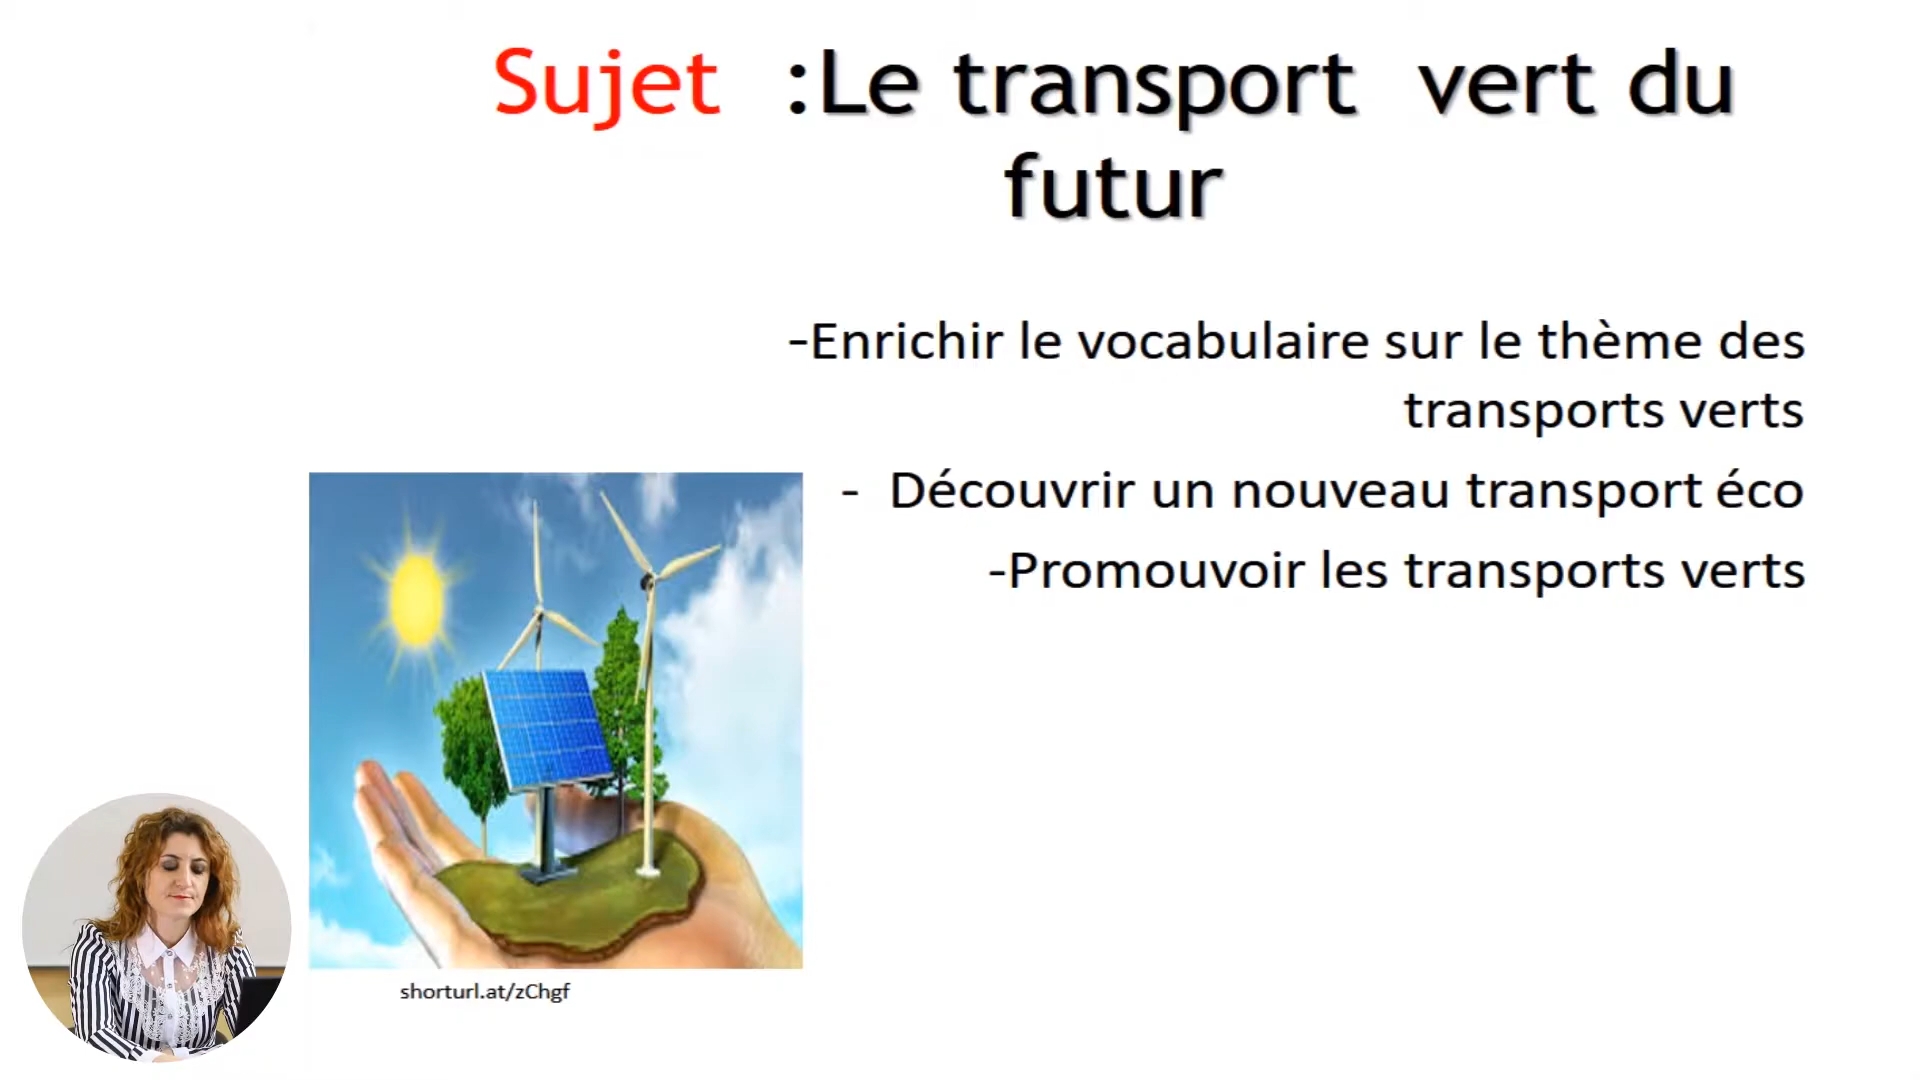 Sujet :Le transport vert du
futur
-Enrichir le vocabulaire sur le thème des
transports verts
- Découvrir un nouveau transport éco
-Promouvoir les transports verts
shorturl.at/zChgf